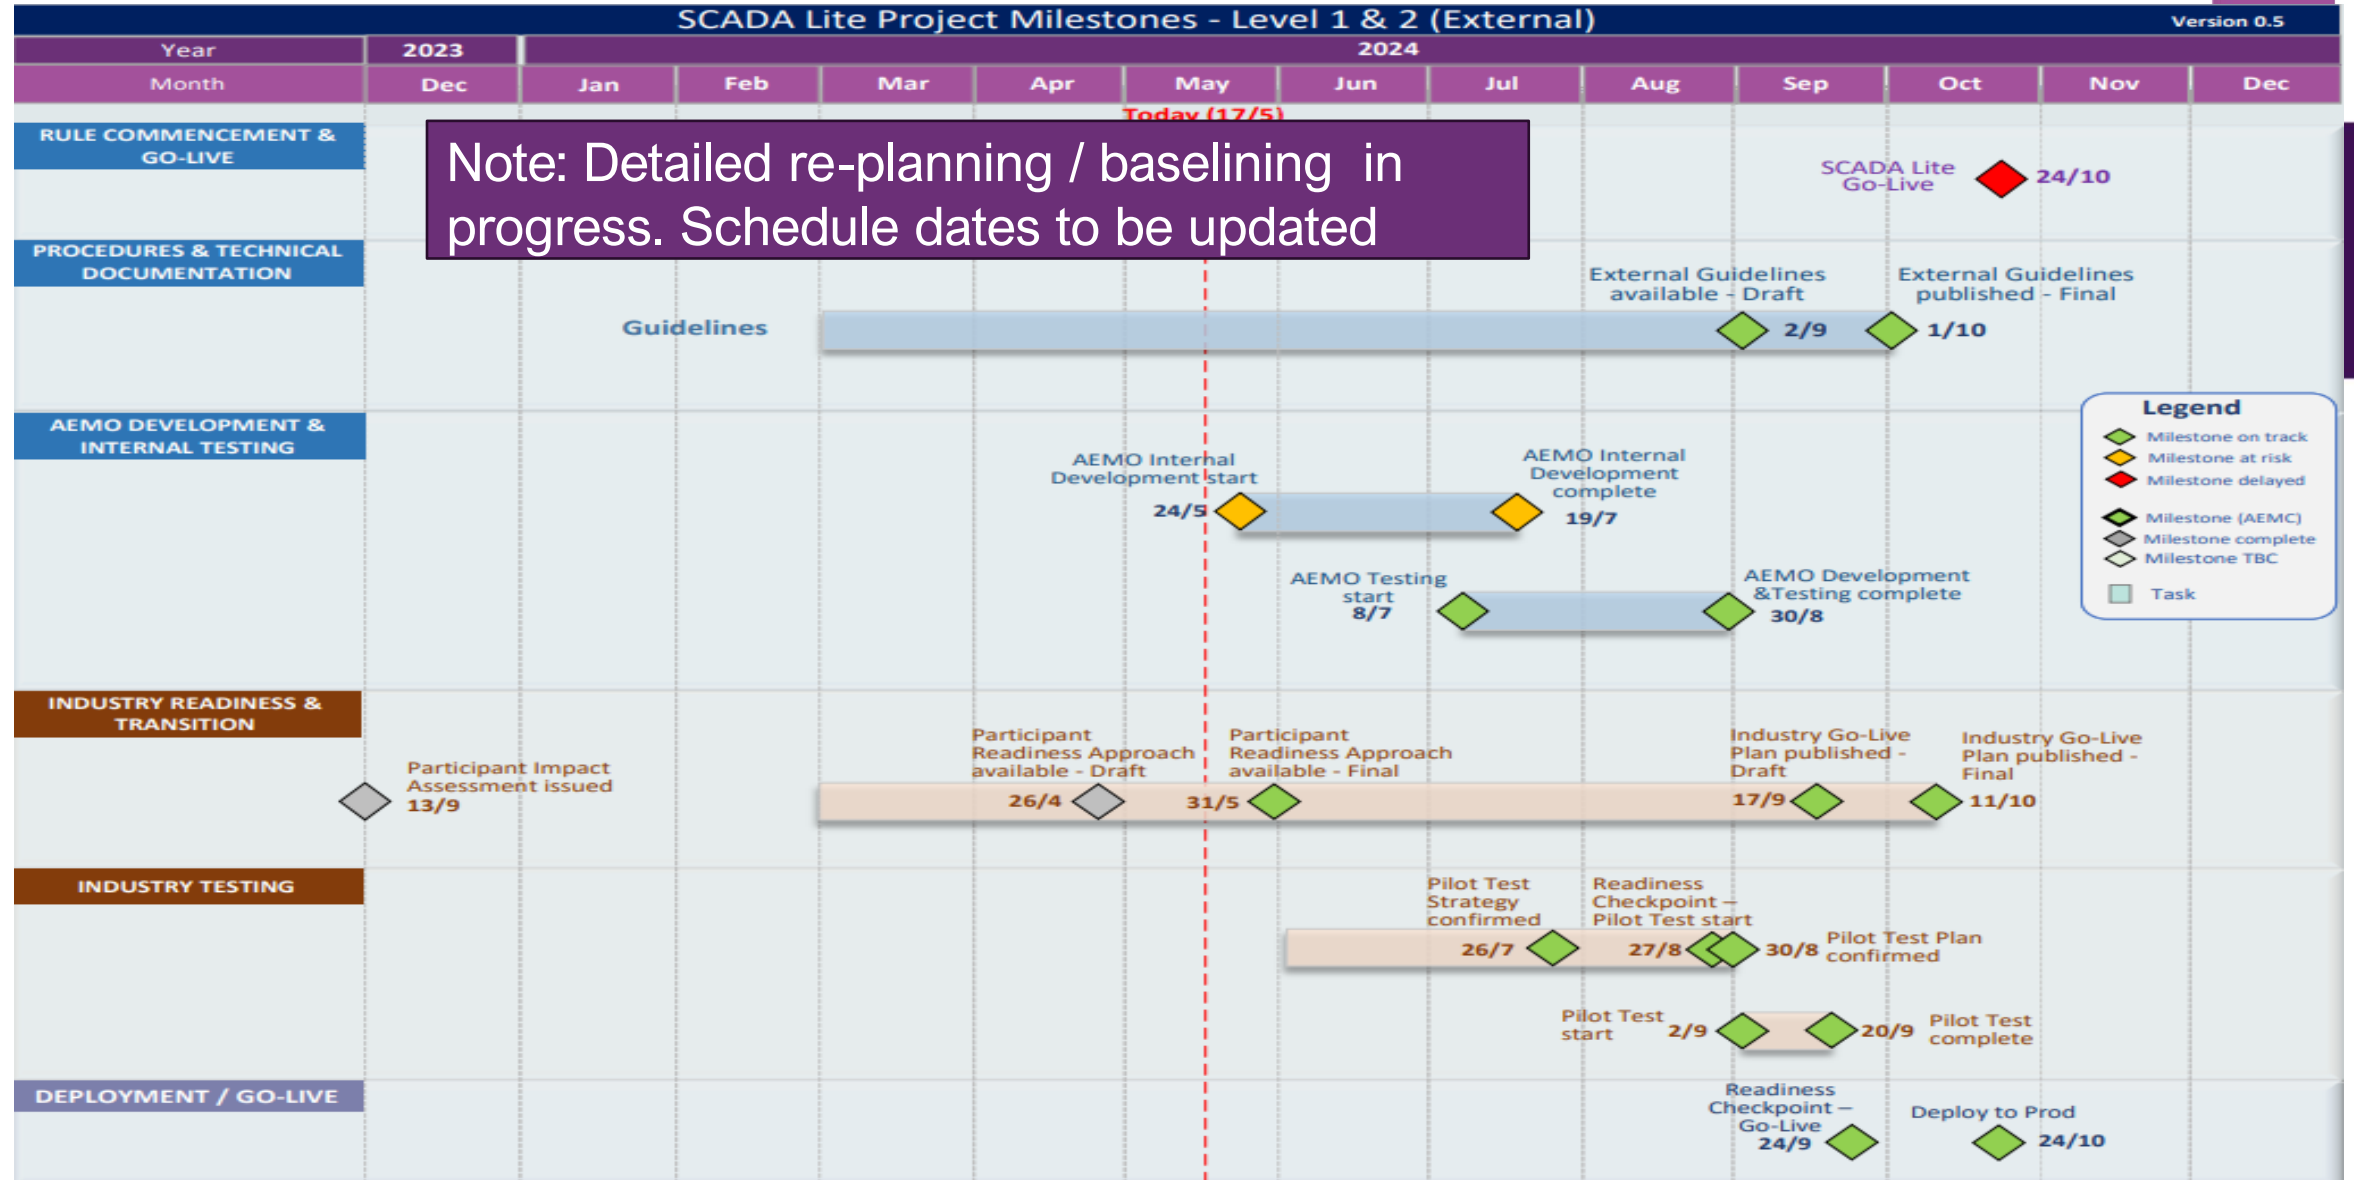 SCADA Lite Project Milestones - Level 1 & 2 (External)
Version 0.5
Year
2023
2024
Month
Dec
Jan
Feb
Mar
Apr
May
Jun
Jul
Aug
Sep
Oct
Nov
Dec
Today (17/5)
RULE COMMENCEMENT &
GO-LIVE
Note: Detailed re-planning / baselining in
progress. Schedule dates to be updated
SCADA Lite
Go-Live
24/10
PROCEDURES & TECHNICAL
DOCUMENTATION
External Guidelines
available - Draft
External Guidelines
published - Final
Guidelines
2/9
1/10
AEMO DEVELOPMENT &
INTERNAL TESTING
AEMO Internal
Development start
24/5
AEMO Internal
Development
complete
19/7
AEMO Testing
start
8/7
AEMO Development
&Testing complete
30/8
Legend
Milestone on track
Milestone at risk
Milestone delayed
Milestone (AEMC)
Milestone complete
Milestone TBC
Task
INDUSTRY READINESS &
TRANSITION
Participant Impact
Assessment issued
13/9
Participant
Readiness Approach
available - Draft
26/4
Participant
Readiness Approach
available - Final
31/5
Industry Go-Live
Plan published -
Draft
17/9
Industry Go-Live
Plan published -
Final
11/10
INDUSTRY TESTING
Pilot Test
Strategy
confirmed
26/7
Readiness
Checkpoint –
Pilot Test start
27/8
30/8
Pilot Test Plan
confirmed
Pilot Test
start
2/9
20/9
Pilot Test
complete
DEPLOYMENT / GO-LIVE
Readiness
Checkpoint –
Go-Live
24/9
Deploy to Prod
24/10